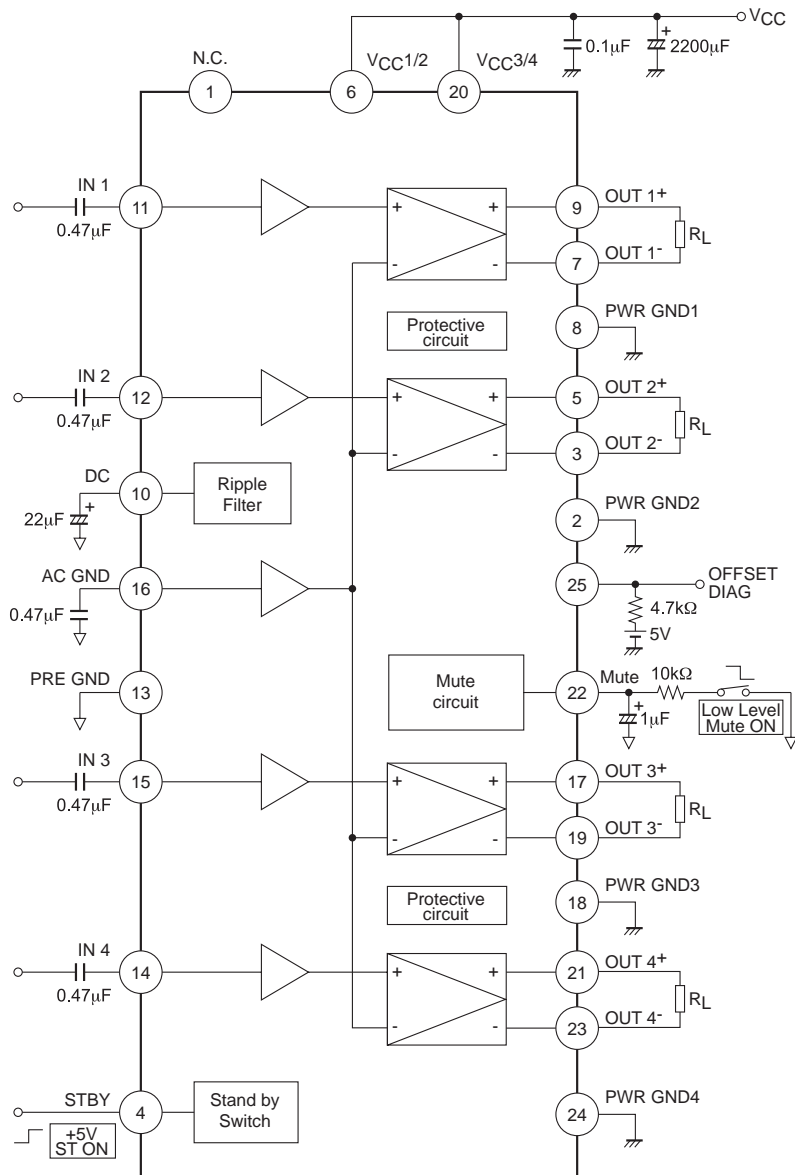 VCC
0.1µF
2200µF
N.C.
VCC1/2
VCC3/4
1
6
20
IN 1
11
0.47µF
+
-
+
-
9
OUT 1+
7
OUT 1-
RL
Protective
circuit
8
PWR GND1
IN 2
12
0.47µF
+
-
+
-
5
OUT 2+
3
OUT 2-
RL
DC
10
22µF
+
Ripple
Filter
2
PWR GND2
AC GND
16
0.47µF
25
OFFSET
DIAG
4.7kΩ
5V
PRE GND
13
Mute
circuit
22
Mute
10kΩ
+
1µF
Low Level
Mute ON
IN 3
15
0.47µF
+
-
+
-
17
OUT 3+
19
OUT 3-
RL
Protective
circuit
18
PWR GND3
IN 4
14
0.47µF
+
-
+
-
21
OUT 4+
23
OUT 4-
RL
STBY
4
+5V
ST ON
Stand by
Switch
24
PWR GND4